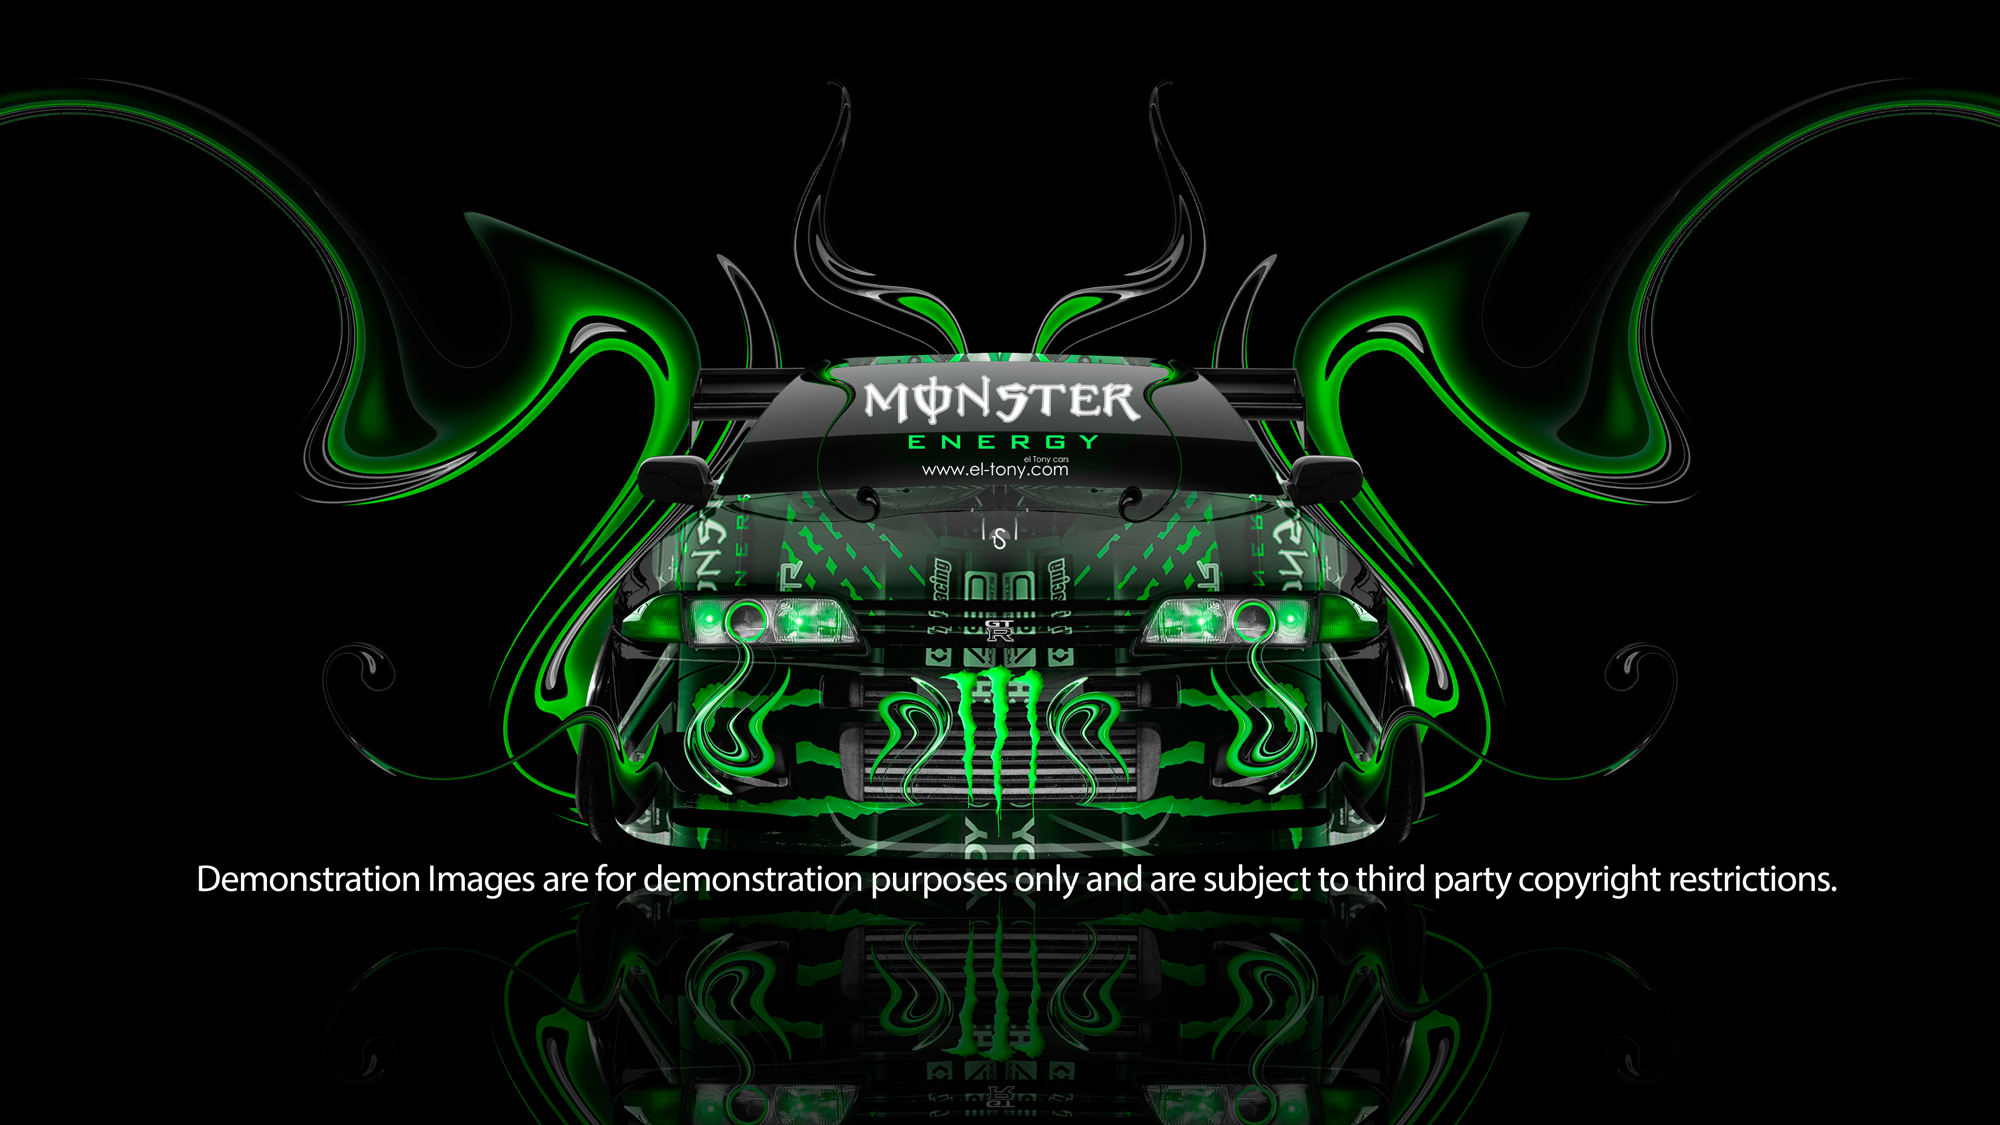 MONSTER
ENERGY
el Tony cars
www.el-tony.com
racing
GT
R
Demonstration Images are for demonstration purposes only and are subject to third party copyright restrictions.